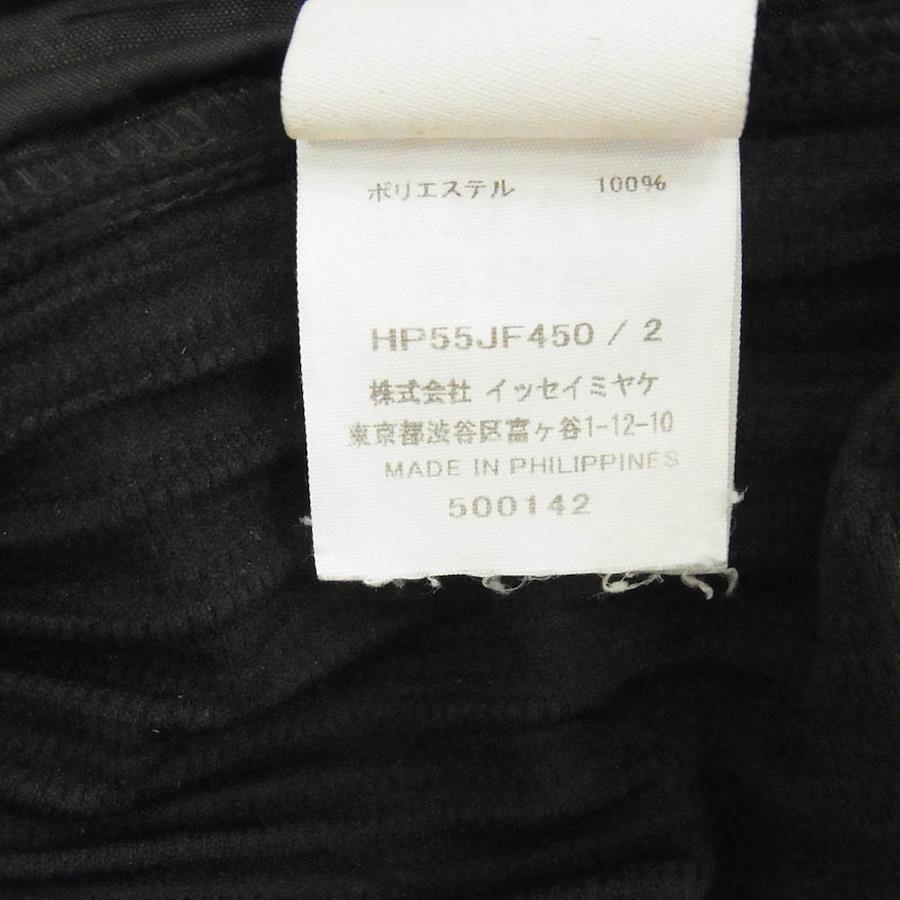 ポリエステル 100%
HP55JF450 / 2
株式会社 イッセイミヤケ
東京都渋谷区富ヶ谷1-12-10
MADE IN PHILIPPINES
500142